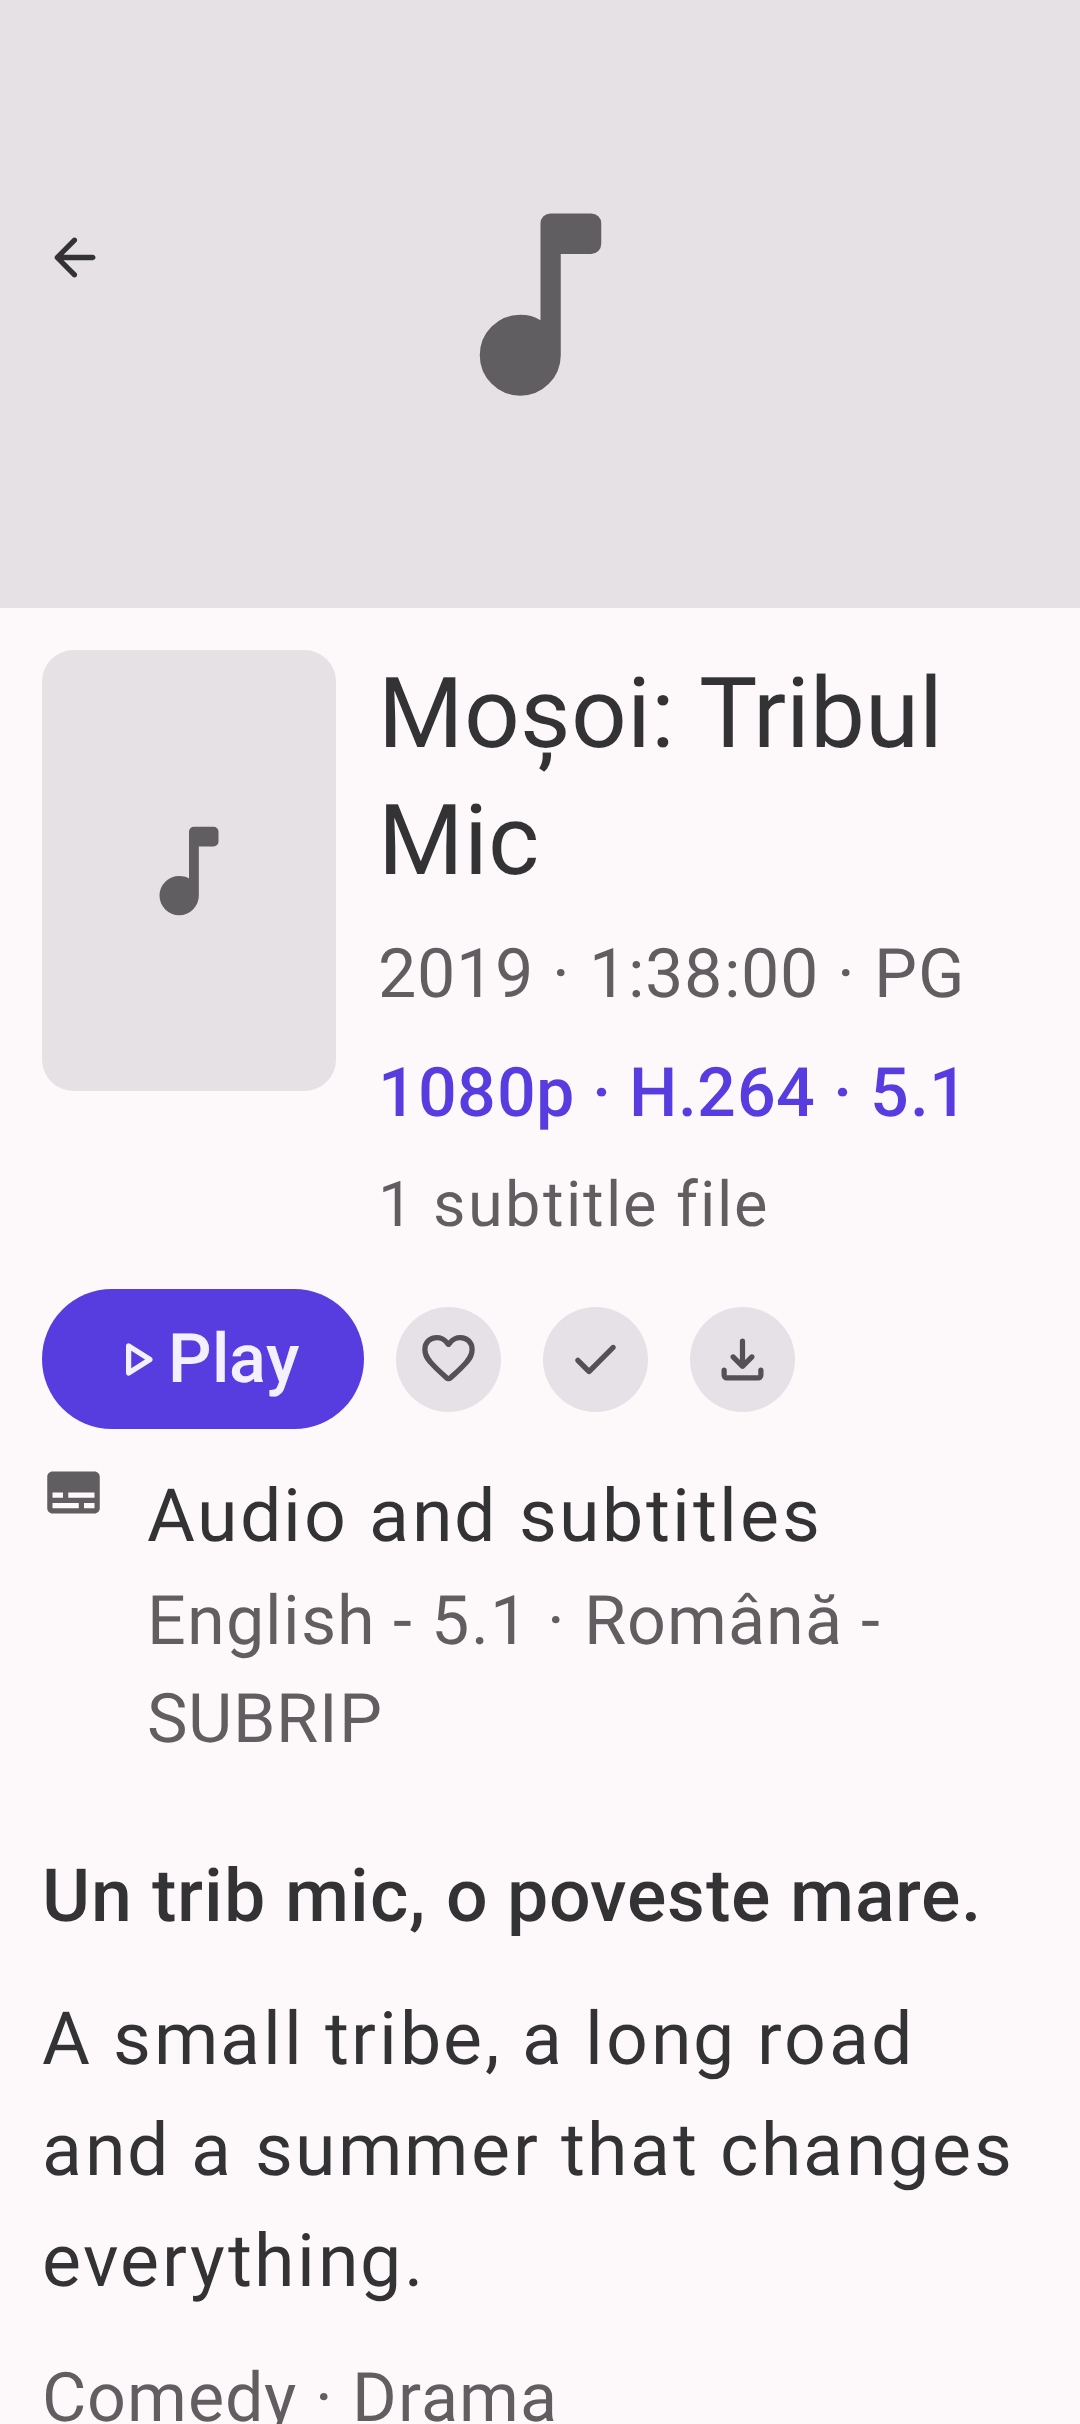 Moșoi: Tribul
Mic
2019 · 1:38:00 · PG
1080p · H.264 · 5.1
1 subtitle file
Play
Audio and subtitles
English - 5.1 · Română -
SUBRIP
Un trib mic, o poveste mare.
A small tribe, a long road
and a summer that changes
everything.
Comedy · Drama